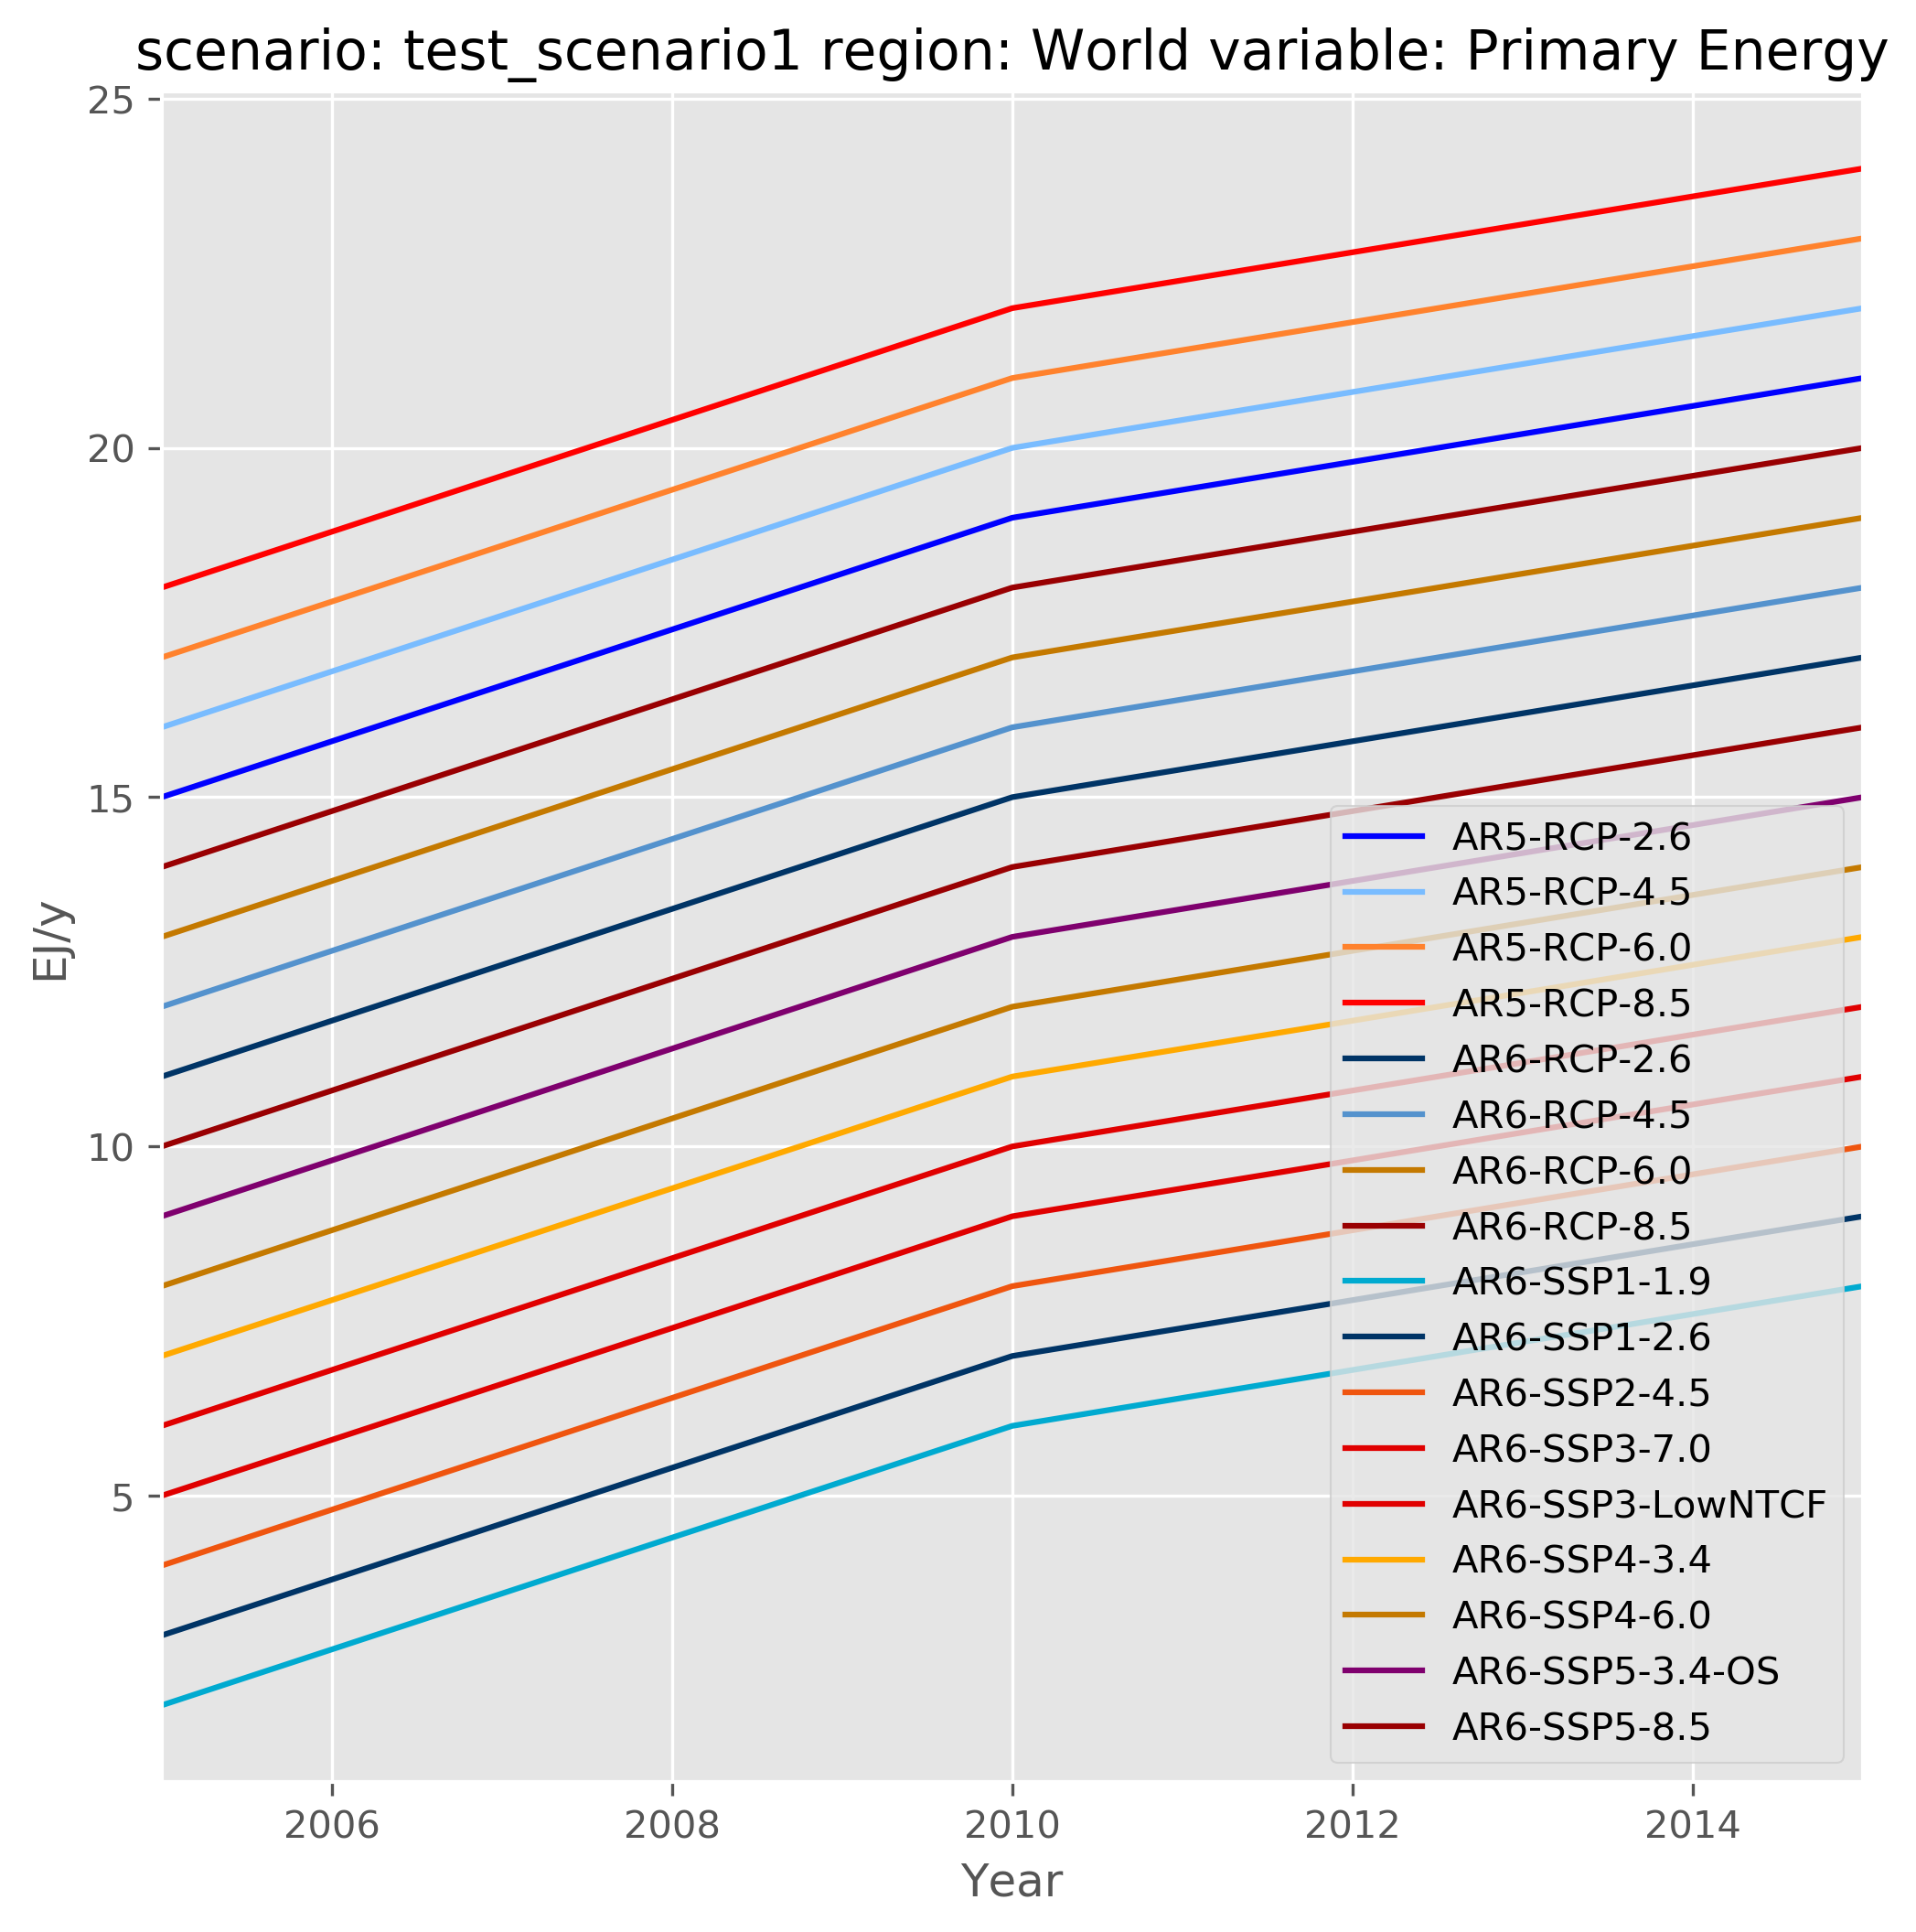 scenario: test_scenario1 region: World variable: Primary Energy
25
20
15
10
5
EJ/y
AR5-RCP-2.6
AR5-RCP-4.5
AR5-RCP-6.0
AR5-RCP-8.5
AR6-RCP-2.6
AR6-RCP-4.5
AR6-RCP-6.0
AR6-RCP-8.5
AR6-SSP1-1.9
AR6-SSP1-2.6
AR6-SSP2-4.5
AR6-SSP3-7.0
AR6-SSP3-LowNTCF
AR6-SSP4-3.4
AR6-SSP4-6.0
AR6-SSP5-3.4-OS
AR6-SSP5-8.5
2006 2008 2010 2012 2014
Year